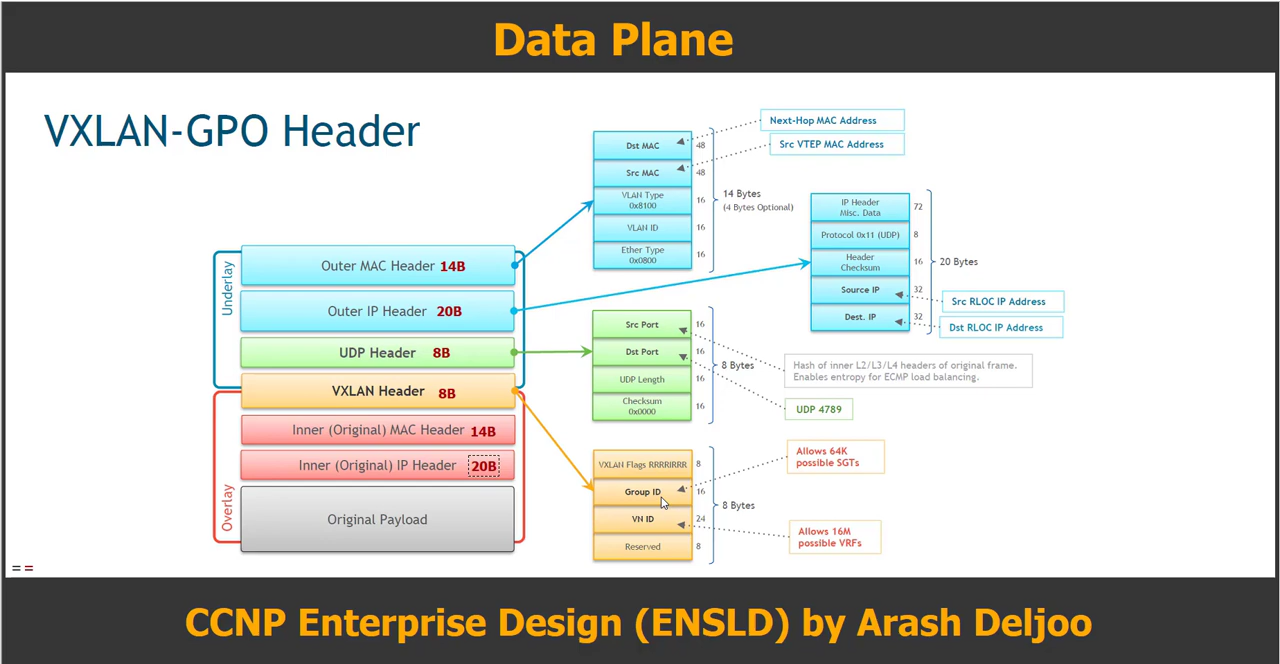 Data Plane
VXLAN-GPO Header
Underlay
Outer MAC Header 14B
Outer IP Header 20B
UDP Header 8B
VXLAN Header 8B
Overlay
Inner (Original) MAC Header 14B
Inner (Original) IP Header 20B
Original Payload
Dst MAC 48
Src MAC 48
VLAN Type
0x8100
16
VLAN ID 16
Ether Type
0x0800
16
14 Bytes
(4 Bytes Optional)
Next-Hop MAC Address
Src VTEP MAC Address
IP Header
Misc. Data
72
Protocol 0x11 (UDP) 8
Header
Checksum
16
Source IP 32
Dest. IP 32
20 Bytes
Src RLOC IP Address
Dst RLOC IP Address
Src Port 16
Dst Port 16
UDP Length 16
Checksum
0x0000
16
8 Bytes
Hash of inner L2/L3/L4 headers of original frame.
Enables entropy for ECMP load balancing.
UDP 4789
VXLAN Flags RRRRIRRR 8
Group ID 16
VN ID 24
Reserved 8
8 Bytes
Allows 64K
possible SGTs
Allows 16M
possible VRFs
CCNP Enterprise Design (ENSLD) by Arash Deljoo